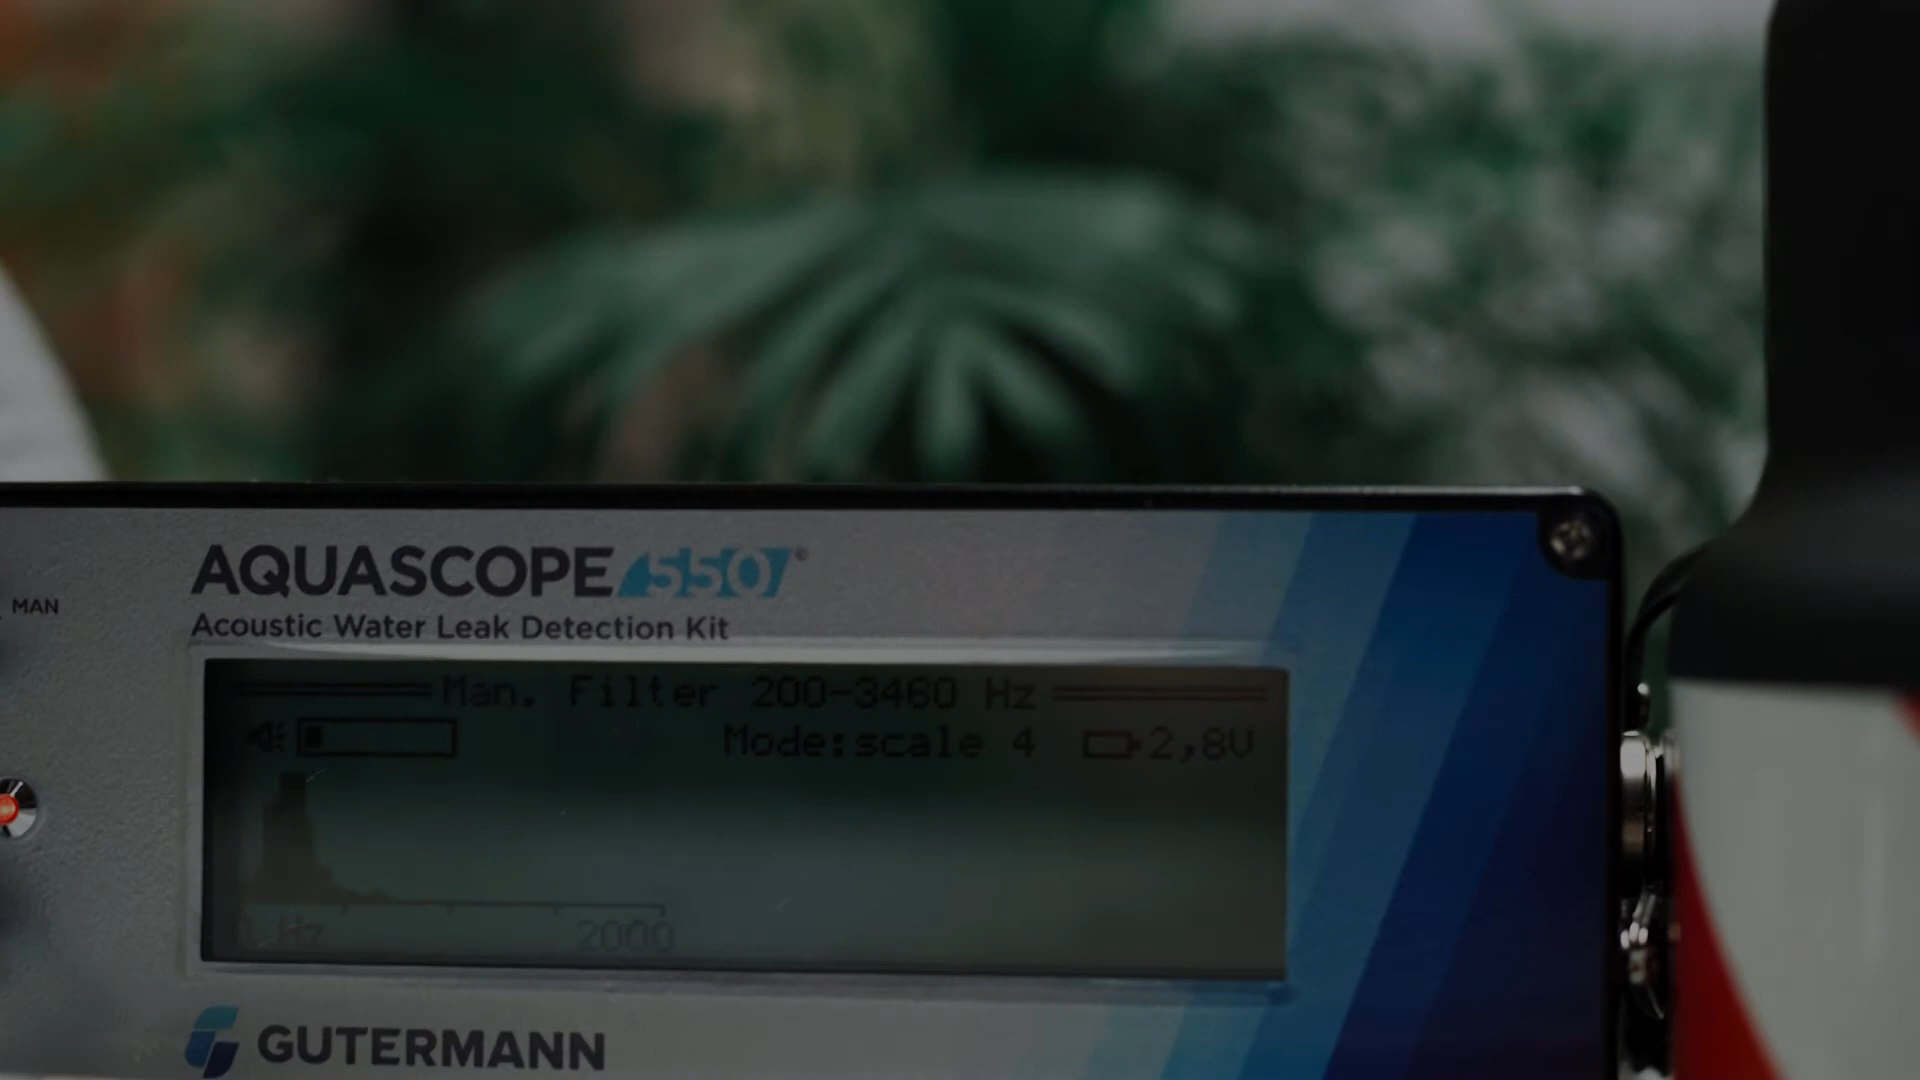 AQUASCOPE 550®
MAN
Acoustic Water Leak Detection Kit
Man. Filter 200-3460 Hz
Mode:scale 4 2,8V
Hz 2000
GUTERMANN